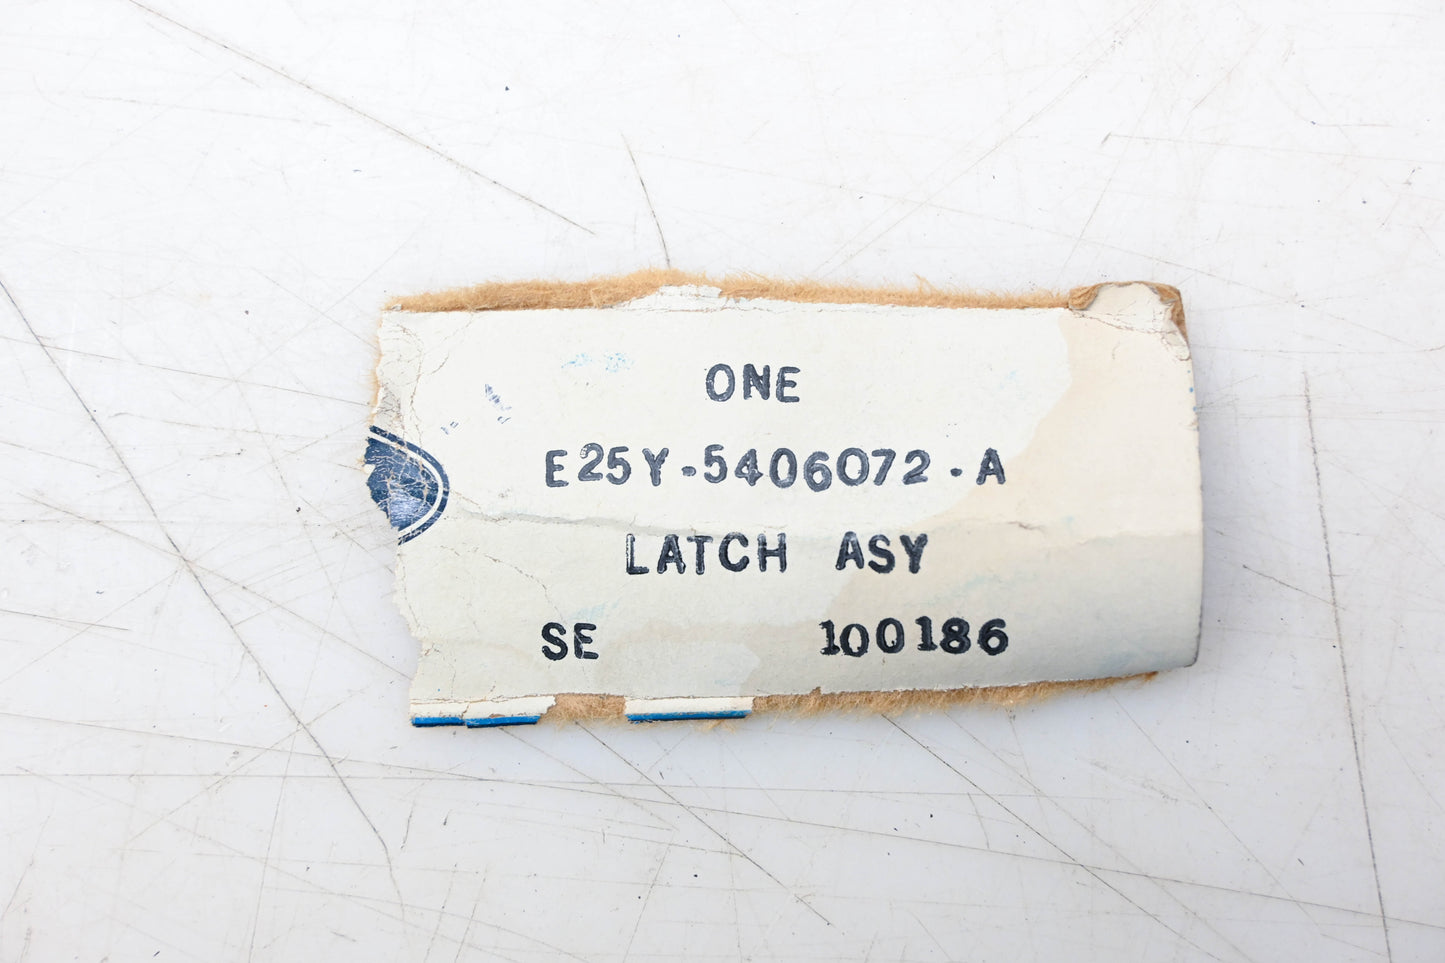 ONE
E25Y-5406072-A
LATCH ASY
SE 100186